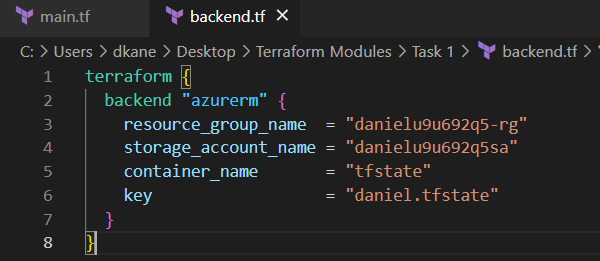 main.tf backend.tf ×
C: > Users > dkane > Desktop > Terraform Modules > Task 1 > backend.tf >
1 terraform {
2 backend "azurerm" {
3 resource_group_name = "danielu9u692q5-rg"
4 storage_account_name = "danielu9u692q5sa"
5 container_name = "tfstate"
6 key = "daniel.tfstate"
7 }
8 }